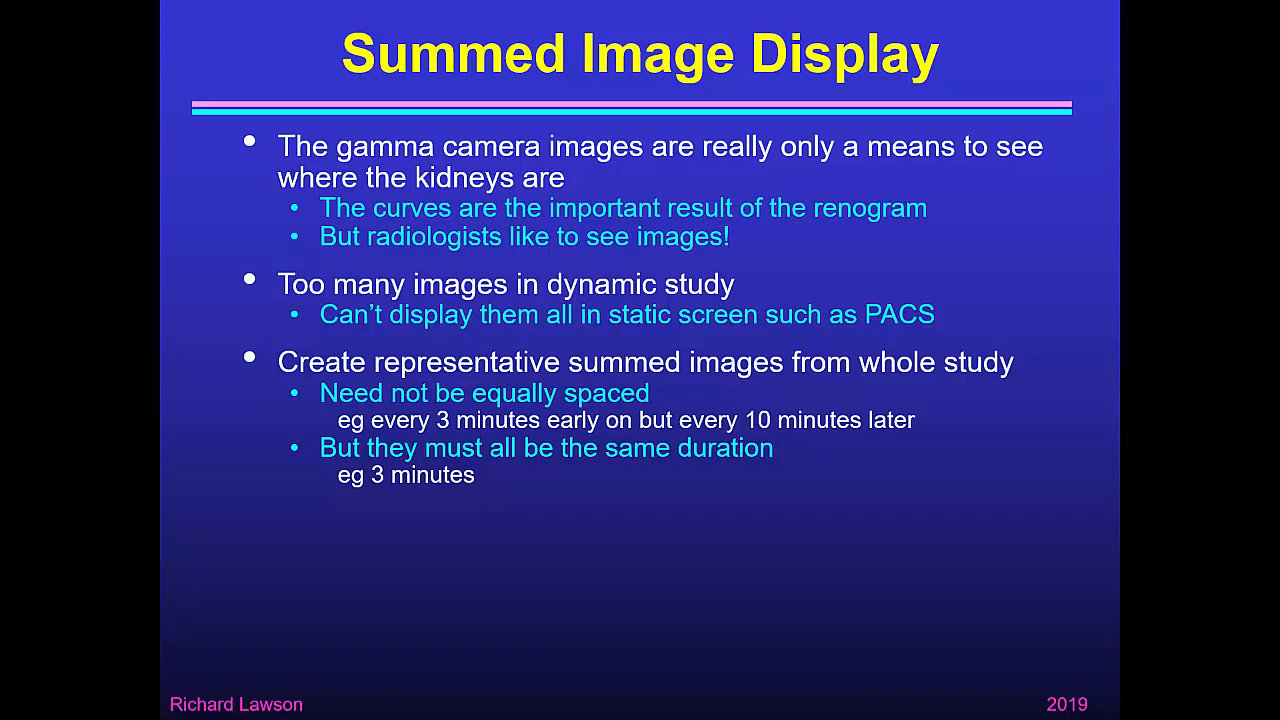 Summed Image Display
• The gamma camera images are really only a means to see
where the kidneys are
• The curves are the important result of the renogram
• But radiologists like to see images!
• Too many images in dynamic study
• Can’t display them all in static screen such as PACS
• Create representative summed images from whole study
• Need not be equally spaced
eg every 3 minutes early on but every 10 minutes later
• But they must all be the same duration
eg 3 minutes
Richard Lawson
2019